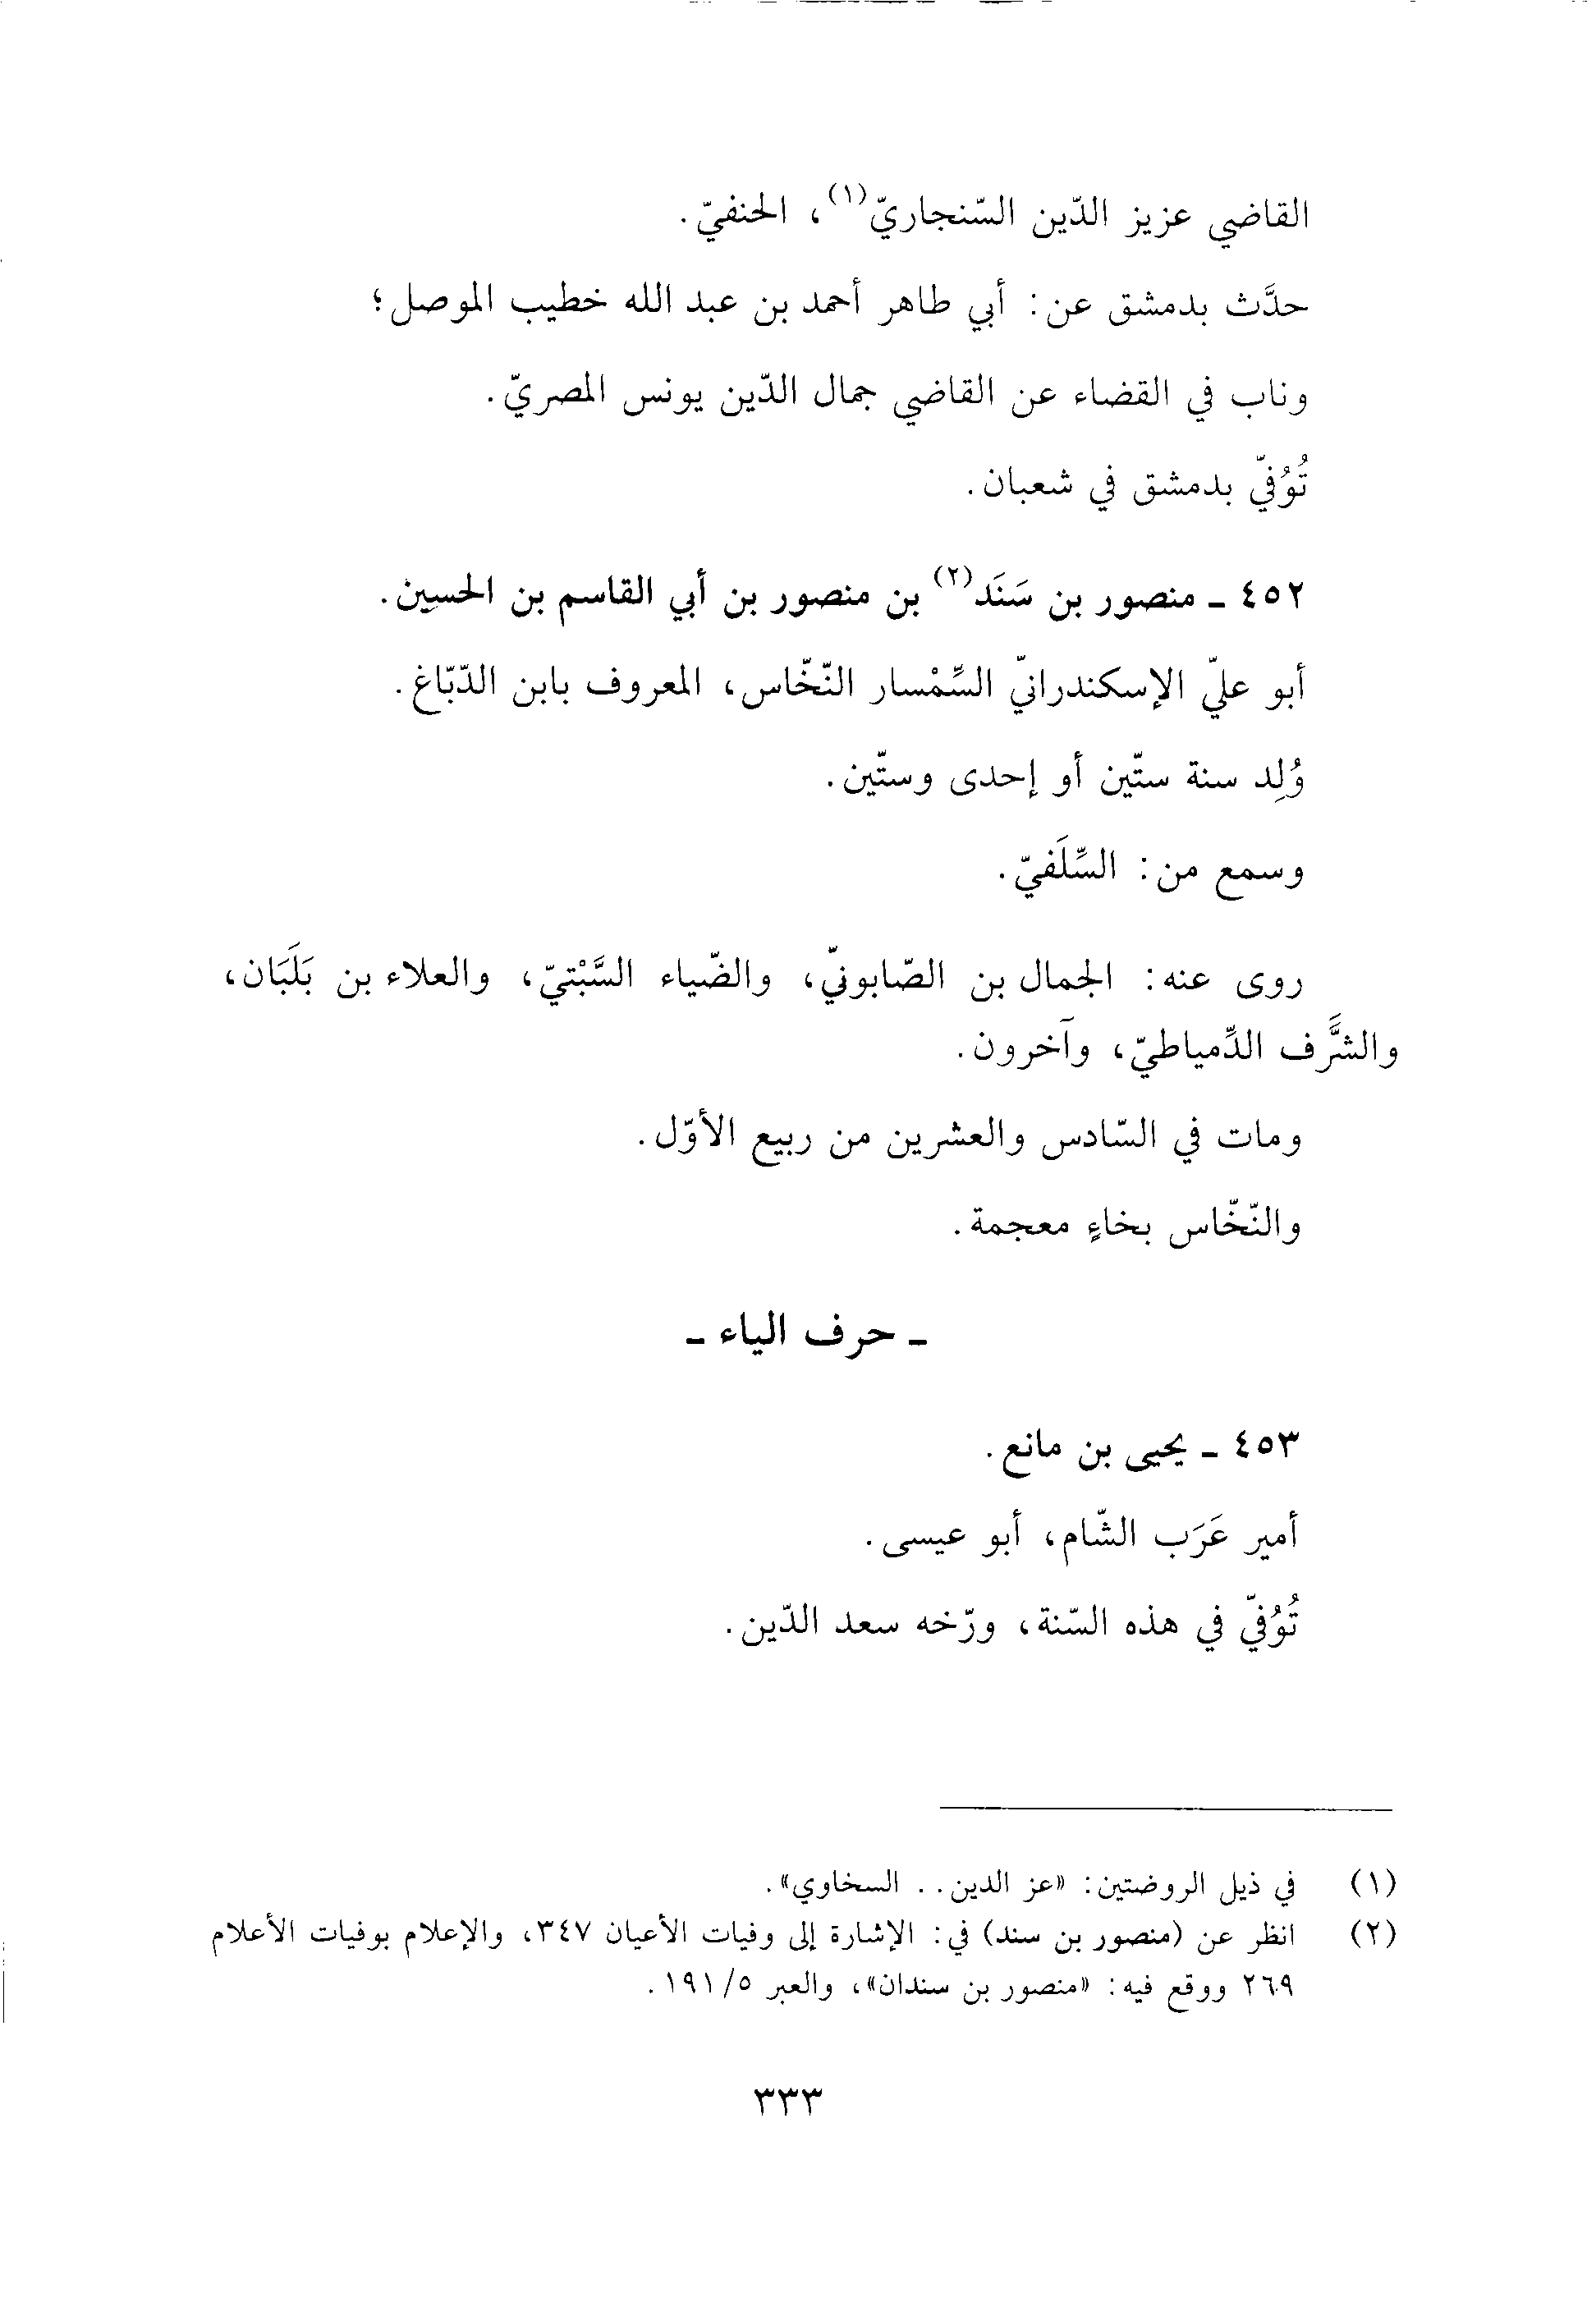 القاضي عزيز الدّين السّنجاريّ(١)، الحنفيّ.
حدَّث بدمشق عن: أبي طاهر أحمد بن عبد الله خطيب الموصل؛
وناب في القضاء عن القاضي جمال الدّين يونس المصريّ.
تُوُفّي بدمشق في شعبان.
٤٥٢ ـ منصور بن سَنَد(٢) بن منصور بن أبي القاسم بن الحسين.
أبو عليّ الإسكندرانيّ السِّمْسار النّخّاس، المعروف بابن الدّبّاغ.
وُلِد سنة ستّين أو إحدى وستّين.
وسمع من: السِّلَفيّ.
روى عنه: الجمال بن الصّابونيّ، والضّياء السَّبْتيّ، والعلاء بن بَلَبَان،
والشَّرَف الدِّمياطيّ، وآخرون.
ومات في السّادس والعشرين من ربيع الأوّل.
والنّخّاس بخاءٍ معجمة.
ـ حرف الياء ـ
٤٥٣ ـ يحيى بن مانع.
أمير عَرَب الشّام، أبو عيسى.
تُوُفّي في هذه السّنة، ورّخه سعد الدّين.
(١) في ذيل الروضتين: «عز الدين.. السخاوي».
(٢) انظر عن (منصور بن سند) في: الإشارة إلى وفيات الأعيان ٣٤٧، والإعلام بوفيات الأعلام
٢٦٩ ووقع فيه: «منصور بن سندان»، والعبر ٥/ ١٩١.
٣٣٣